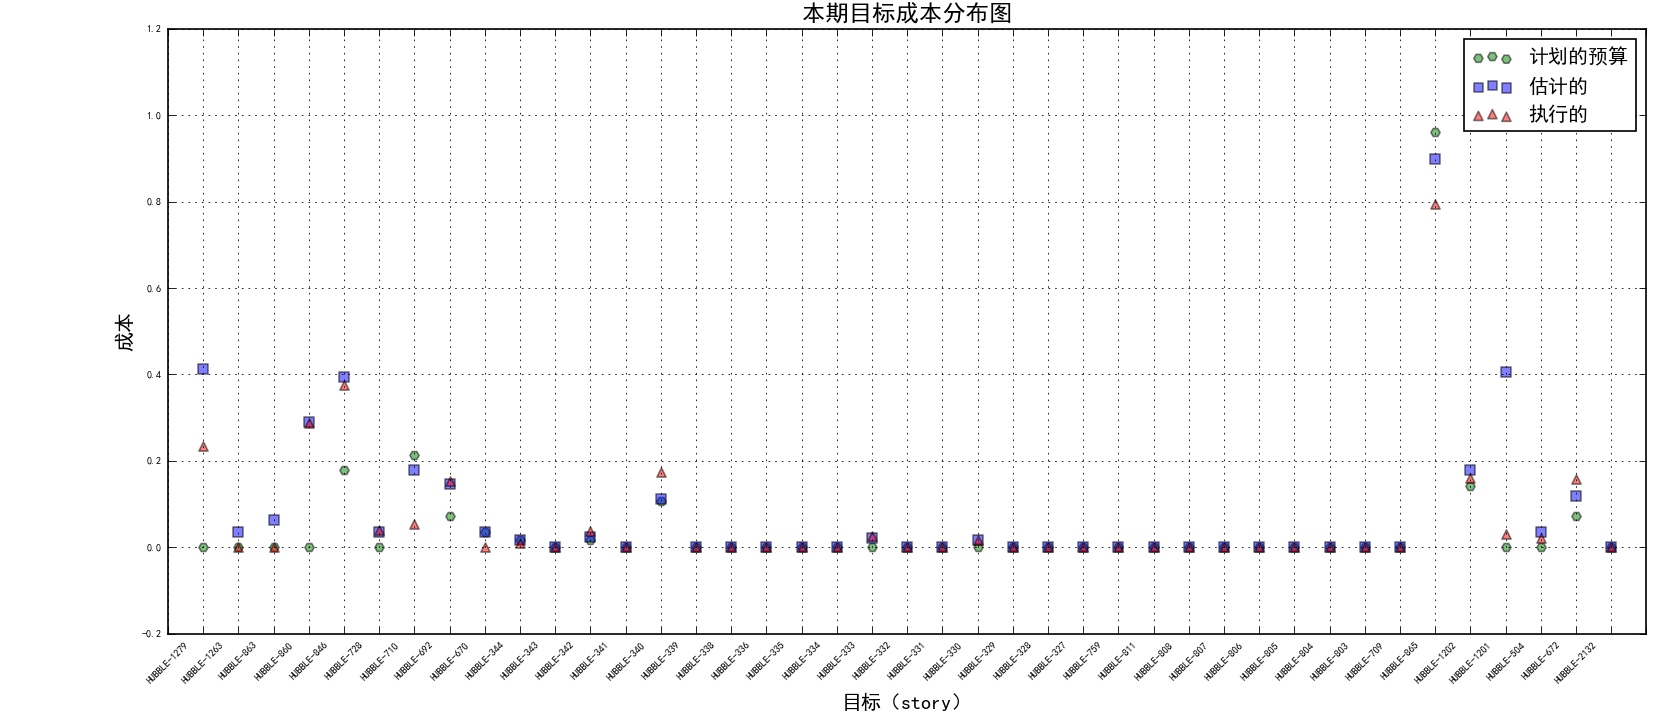 本期目标成本分布图
计划的预算
估计的
执行的
成本
1.2
1.0
0.8
0.6
0.4
0.2
0.0
-0.2
HUBBLE-1279
HUBBLE-1263
HUBBLE-863
HUBBLE-860
HUBBLE-846
HUBBLE-728
HUBBLE-710
HUBBLE-692
HUBBLE-670
HUBBLE-344
HUBBLE-343
HUBBLE-342
HUBBLE-341
HUBBLE-340
HUBBLE-339
HUBBLE-338
HUBBLE-336
HUBBLE-335
HUBBLE-334
HUBBLE-333
HUBBLE-332
HUBBLE-331
HUBBLE-330
HUBBLE-329
HUBBLE-328
HUBBLE-327
HUBBLE-759
HUBBLE-811
HUBBLE-808
HUBBLE-807
HUBBLE-806
HUBBLE-805
HUBBLE-804
HUBBLE-803
HUBBLE-709
HUBBLE-865
HUBBLE-1202
HUBBLE-1201
HUBBLE-504
HUBBLE-672
HUBBLE-2132
目标（story）